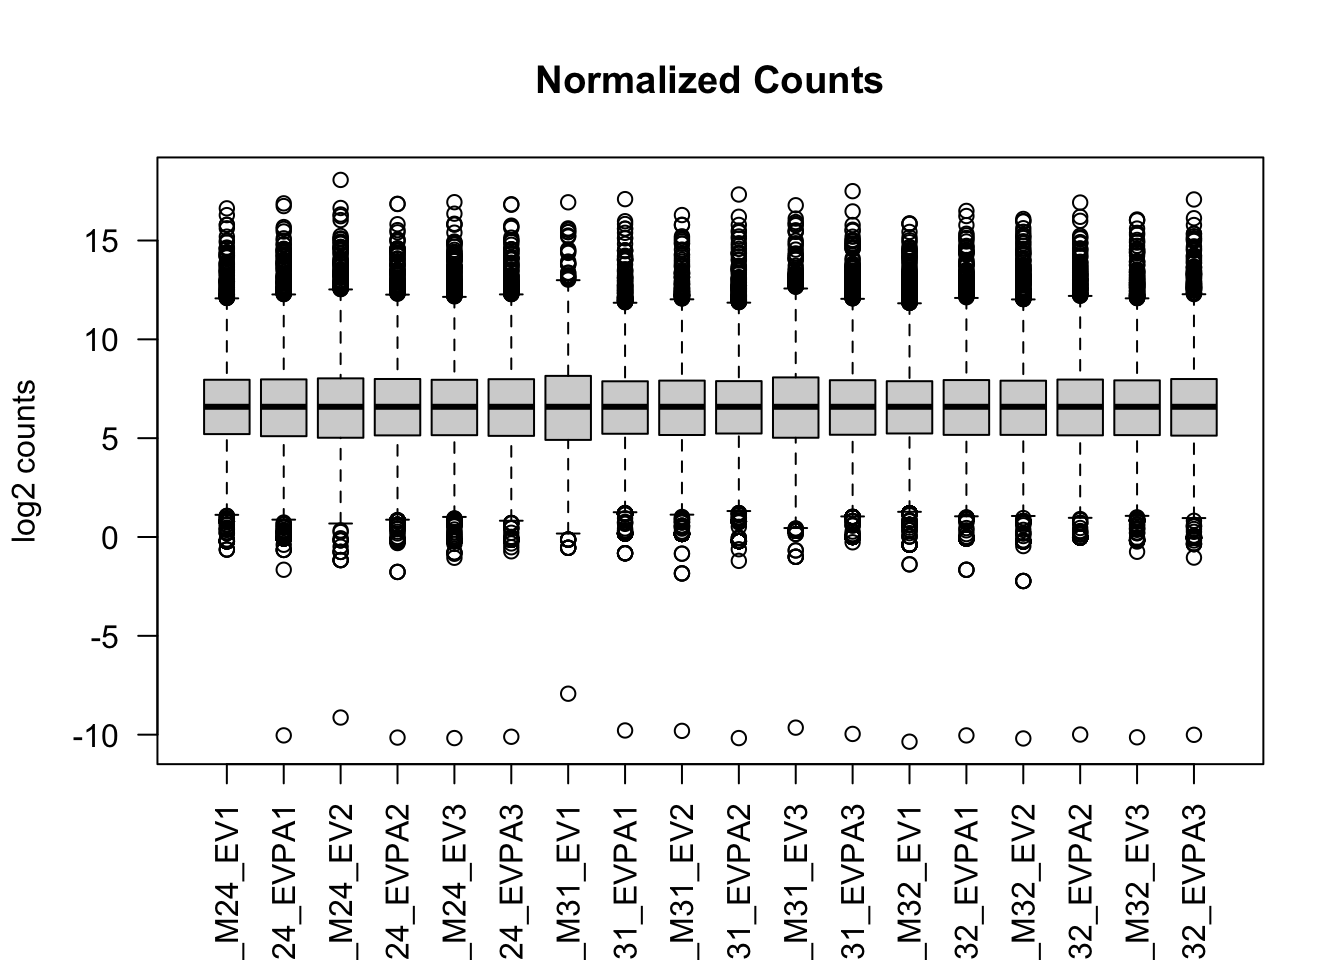 Normalized Counts
log2 counts
15
10
5
0
-5
-10
_M24_EV1
24_EVPA1
_M24_EV2
24_EVPA2
_M24_EV3
24_EVPA3
_M31_EV1
31_EVPA1
_M31_EV2
31_EVPA2
_M31_EV3
31_EVPA3
_M32_EV1
32_EVPA1
_M32_EV2
32_EVPA2
_M32_EV3
32_EVPA3